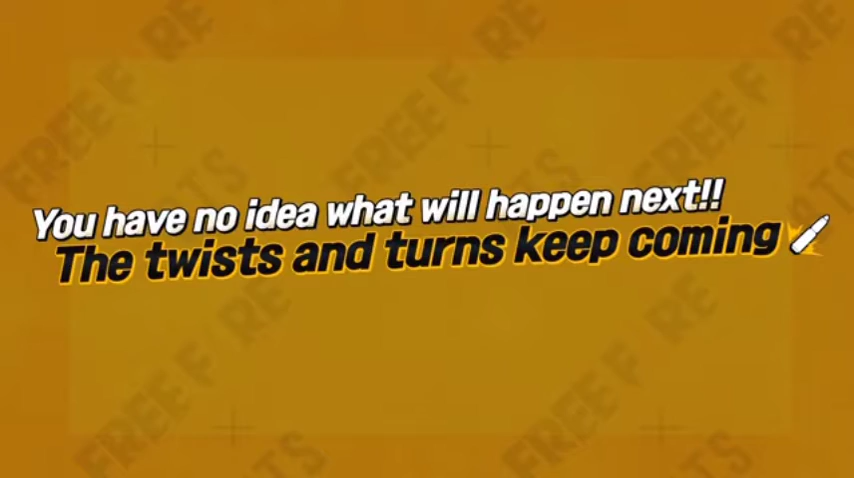 You have no idea what will happen next!!
The twists and turns keep coming